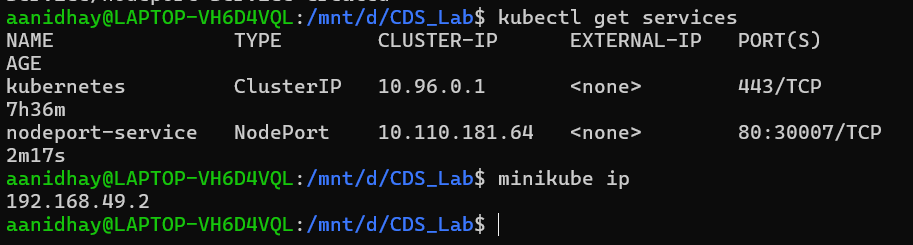 aanidhay@LAPTOP-VH6D4VQL:/mnt/d/CDS_Lab$ kubectl get services
NAME TYPE CLUSTER-IP EXTERNAL-IP PORT(S)
AGE
kubernetes ClusterIP 10.96.0.1 <none> 443/TCP
7h36m
nodeport-service NodePort 10.110.181.64 <none> 80:30007/TCP
2m17s
aanidhay@LAPTOP-VH6D4VQL:/mnt/d/CDS_Lab$ minikube ip
192.168.49.2
aanidhay@LAPTOP-VH6D4VQL:/mnt/d/CDS_Lab$